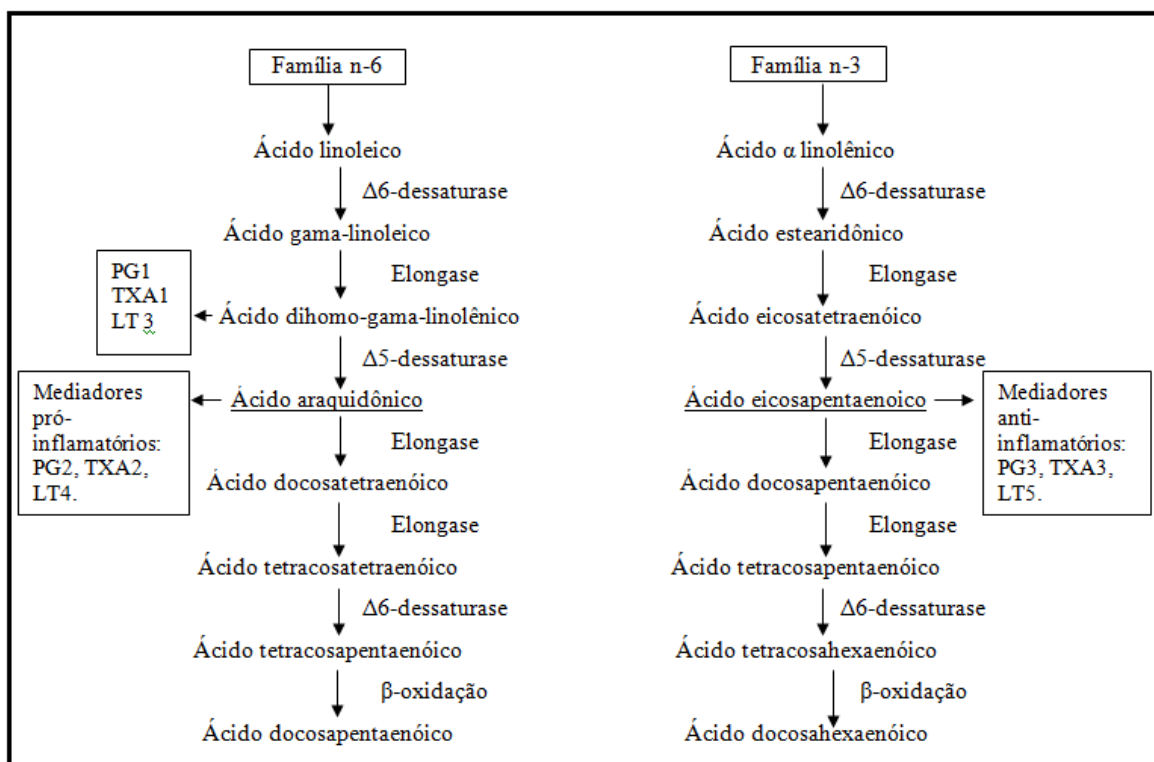 Família n-6
Ácido linoleico
Δ6-dessaturase
Ácido gama-linoleico
Elongase
PG1
TXA1
LT 3
Ácido dihomo-gama-linolênico
Δ5-dessaturase
Mediadores
pró-
inflamatórios:
PG2, TXA2,
LT4.
Ácido araquidônico
Elongase
Ácido docosatetraenóico
Elongase
Ácido tetracosatetraenóico
Δ6-dessaturase
Ácido tetracosapentaenóico
β-oxidação
Ácido docosapentaenóico
Família n-3
Ácido α linolênico
Δ6-dessaturase
Ácido estearidônico
Elongase
Ácido eicosatetraenóico
Δ5-dessaturase
Ácido eicosapentaenoico
Mediadores
anti-
inflamatórios:
PG3, TXA3,
LT5.
Elongase
Ácido docosapentaenóico
Elongase
Ácido tetracosapentaenóico
Δ6-dessaturase
Ácido tetracosahexaenóico
β-oxidação
Ácido docosahexaenóico